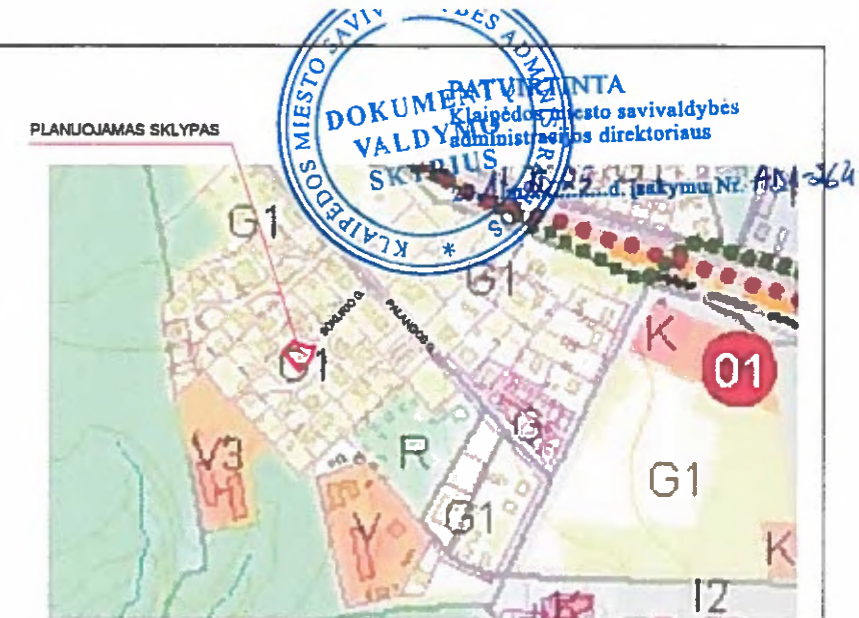 PATVIRTINTA
Klaipėdos miesto savivaldybės
administracijos direktoriaus
d. įsakymu Nr. AD1-364
KLAIPĖDOS MIESTO SAVIVALDYBĖS ADMINISTRACIJOS *
DOKUMENTŲ
VALDYMO
SKYRIUS
PLANUOJAMAS SKLYPAS
G1
G1
PALANGOS G.
G1
K
01
V3
R
G
G1
G1
Y
K
I2